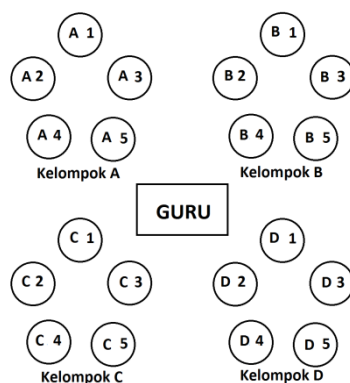 A 1
B 1
A 2
A 3
B 2
B 3
A 4
A 5
B 4
B 5
Kelompok A
Kelompok B
GURU
C 1
D 1
C 2
C 3
D 2
D 3
C 4
C 5
D 4
D 5
Kelompok C
Kelompok D